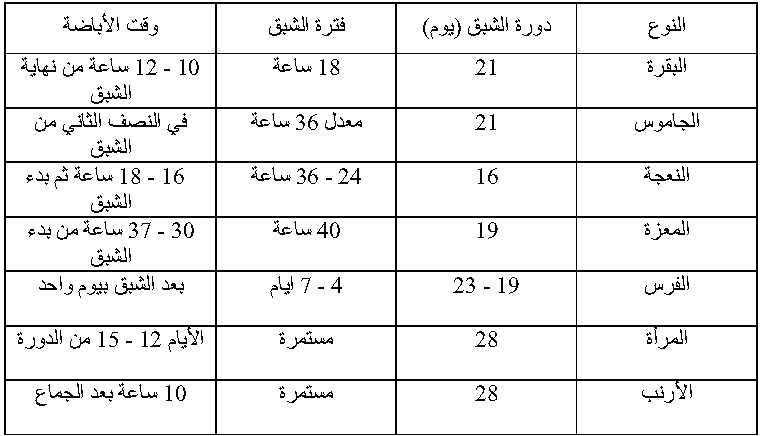 النوع دورة الشبق (يوم) فترة الشبق وقت الأباضة
البقرة 21 18 ساعة 10 - 12 ساعة من نهاية
الشبق
الجاموس 21 معدل 36 ساعة في النصف الثاني من
الشبق
النعجة 16 24 - 36 ساعة 16 - 18 ساعة ثم بدء
الشبق
المعزة 19 40 ساعة 30 - 37 ساعة من بدء
الشبق
الفرس 19 - 23 4 - 7 ايام بعد الشبق بيوم واحد
المرأة 28 مستمرة الأيام 12 - 15 من الدورة
الأرنب 28 مستمرة 10 ساعة بعد الجماع